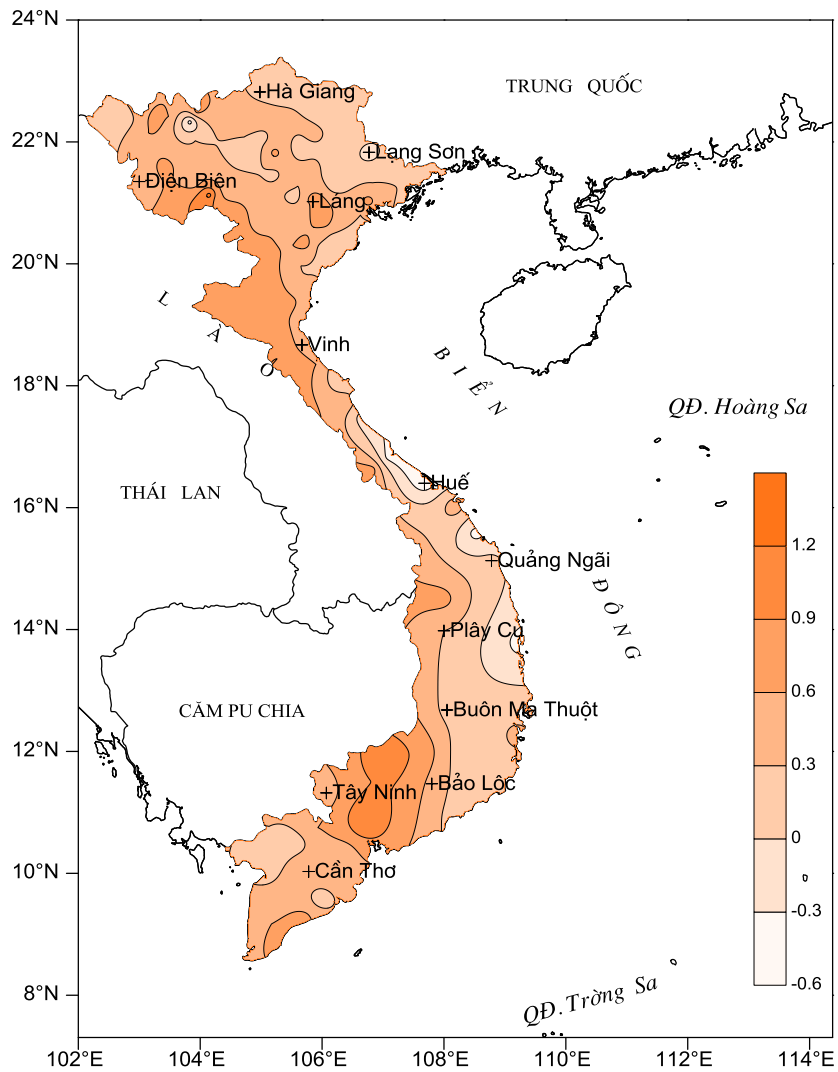 24°N
TRUNG QUỐC
Hà Giang
22°N
Lạng Sơn
Điện Biên
Láng
20°N
LÀO
Vinh
18°N
BIỂN
QĐ. Hoàng Sa
THÁI LAN
Huế
16°N
1.2
Quảng Ngãi
ĐÔNG
0.9
14°N
Plây Cu
0.6
CĂM PU CHIA
Buôn Ma Thuột
12°N
0.3
Tây Ninh
Bảo Lộc
0
10°N
Cần Thơ
-0.3
-0.6
8°N
QĐ. Trờng Sa
102°E 104°E 106°E 108°E 110°E 112°E 114°E